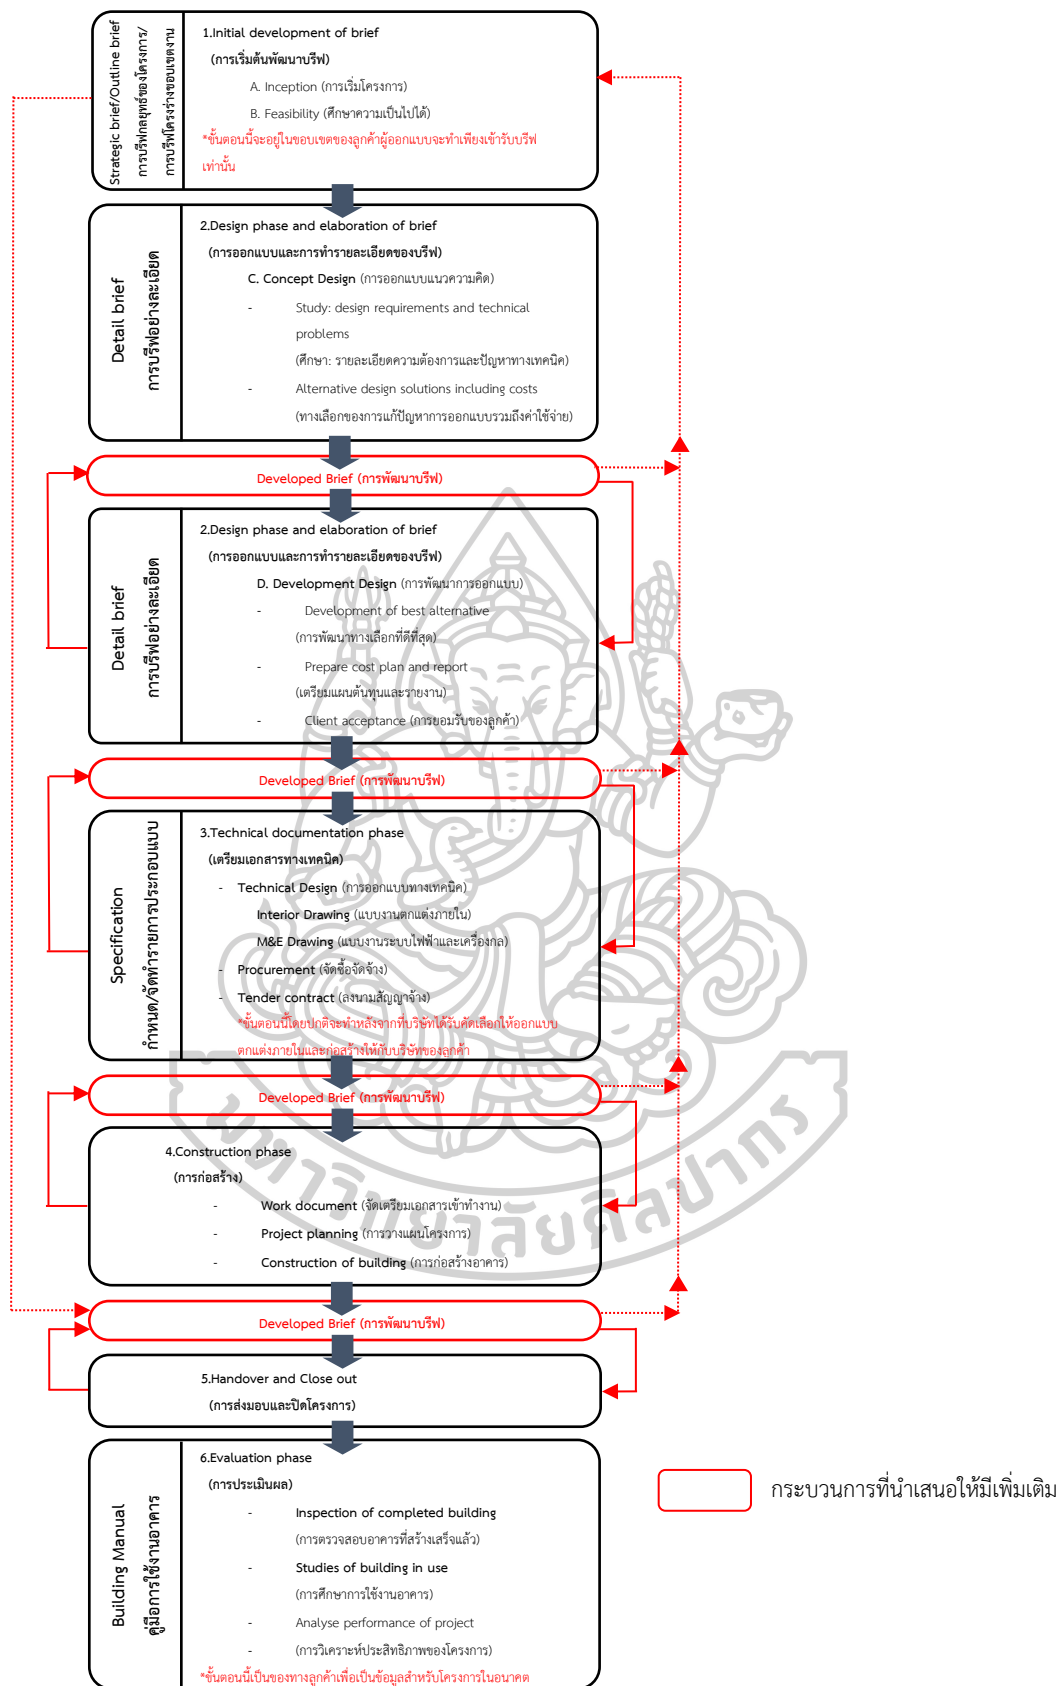 Strategic brief/Outline brief
การบรีฟกลยุทธ์ของโครงการ/
การบรีฟโครงร่างขอบเขตงาน
1.Initial development of brief
(การเริ่มต้นพัฒนาบรีฟ)
A. Inception (การเริ่มโครงการ)
B. Feasibility (ศึกษาความเป็นไปได้)
*ขั้นตอนนี้จะอยู่ในขอบเขตของลูกค้าผู้ออกแบบจะทำเพียงเข้ารับบรีฟ
เท่านั้น
Detail brief
การบรีฟอย่างละเอียด
2.Design phase and elaboration of brief
(การออกแบบและการทำรายละเอียดของบรีฟ)
C. Concept Design (การออกแบบแนวความคิด)
- Study: design requirements and technical
problems
(ศึกษา: รายละเอียดความต้องการและปัญหาทางเทคนิค)
- Alternative design solutions including costs
(ทางเลือกของการแก้ปัญหาการออกแบบรวมถึงค่าใช้จ่าย)
Developed Brief (การพัฒนาบรีฟ)
Detail brief
การบรีฟอย่างละเอียด
2.Design phase and elaboration of brief
(การออกแบบและการทำรายละเอียดของบรีฟ)
D. Development Design (การพัฒนาการออกแบบ)
- Development of best alternative
(การพัฒนาทางเลือกที่ดีที่สุด)
- Prepare cost plan and report
(เตรียมแผนต้นทุนและรายงาน)
- Client acceptance (การยอมรับของลูกค้า)
Developed Brief (การพัฒนาบรีฟ)
Specification
กำหนด/จัดทำรายการประกอบแบบ
3.Technical documentation phase
(เตรียมเอกสารทางเทคนิค)
- Technical Design (การออกแบบทางเทคนิค)
Interior Drawing (แบบงานตกแต่งภายใน)
M&E Drawing (แบบงานระบบไฟฟ้าและเครื่องกล)
- Procurement (จัดซื้อจัดจ้าง)
- Tender contract (ลงนามสัญญาจ้าง)
*ขั้นตอนนี้โดยปกติจะทำหลังจากที่บริษัทได้รับคัดเลือกให้ออกแบบ
ตกแต่งภายในและก่อสร้างให้กับบริษัทของลูกค้า
Developed Brief (การพัฒนาบรีฟ)
4.Construction phase
(การก่อสร้าง)
- Work document (จัดเตรียมเอกสารเข้าทำงาน)
- Project planning (การวางแผนโครงการ)
- Construction of building (การก่อสร้างอาคาร)
มหาวิทยาลัยศิลปากร
Developed Brief (การพัฒนาบรีฟ)
5.Handover and Close out
(การส่งมอบและปิดโครงการ)
Building Manual
คู่มือการใช้งานอาคาร
6.Evaluation phase
(การประเมินผล)
- Inspection of completed building
(การตรวจสอบอาคารที่สร้างเสร็จแล้ว)
- Studies of building in use
(การศึกษาการใช้งานอาคาร)
- Analyse performance of project
- (การวิเคราะห์ประสิทธิภาพของโครงการ)
*ขั้นตอนนี้เป็นของทางลูกค้าเพื่อเป็นข้อมูลสำหรับโครงการในอนาคต
กระบวนการที่นำเสนอให้มีเพิ่มเติม